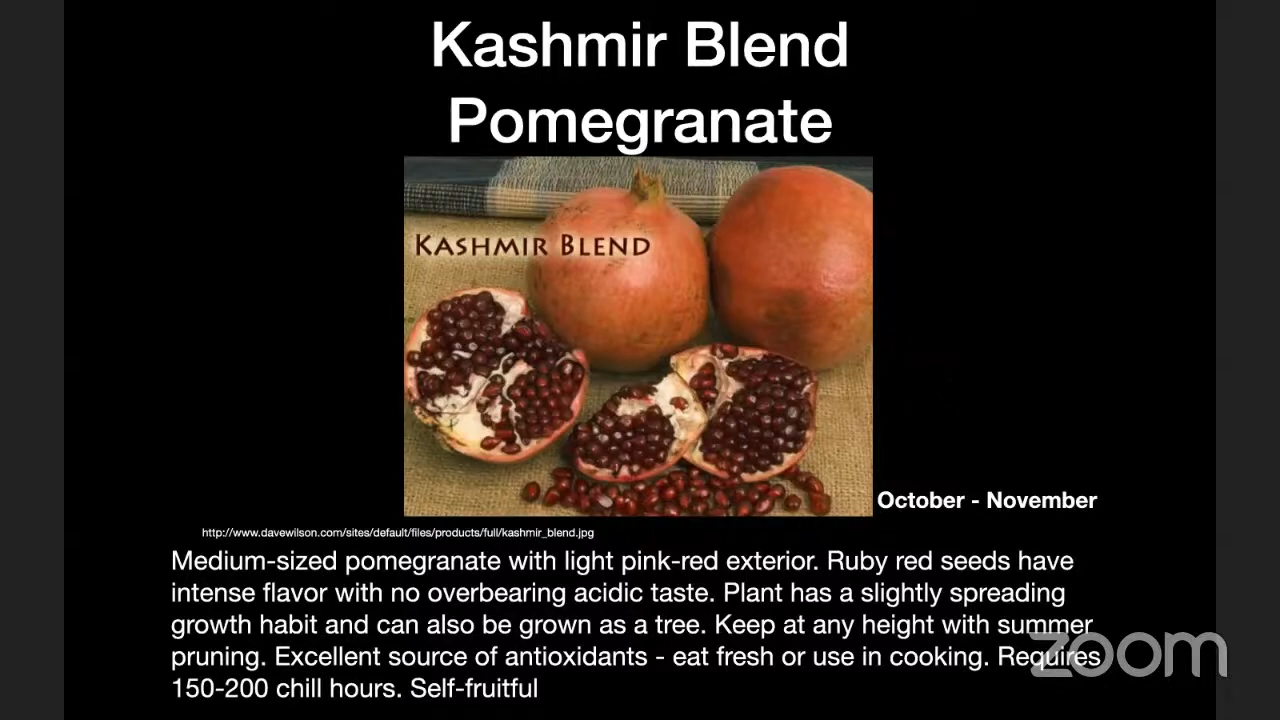 Kashmir Blend
Pomegranate
KASHMIR BLEND
October - November
http://www.davewilson.com/sites/default/files/products/full/kashmir_blend.jpg
Medium-sized pomegranate with light pink-red exterior. Ruby red seeds have
intense flavor with no overbearing acidic taste. Plant has a slightly spreading
growth habit and can also be grown as a tree. Keep at any height with summer
pruning. Excellent source of antioxidants - eat fresh or use in cooking. Requires
150-200 chill hours. Self-fruitful
zoom